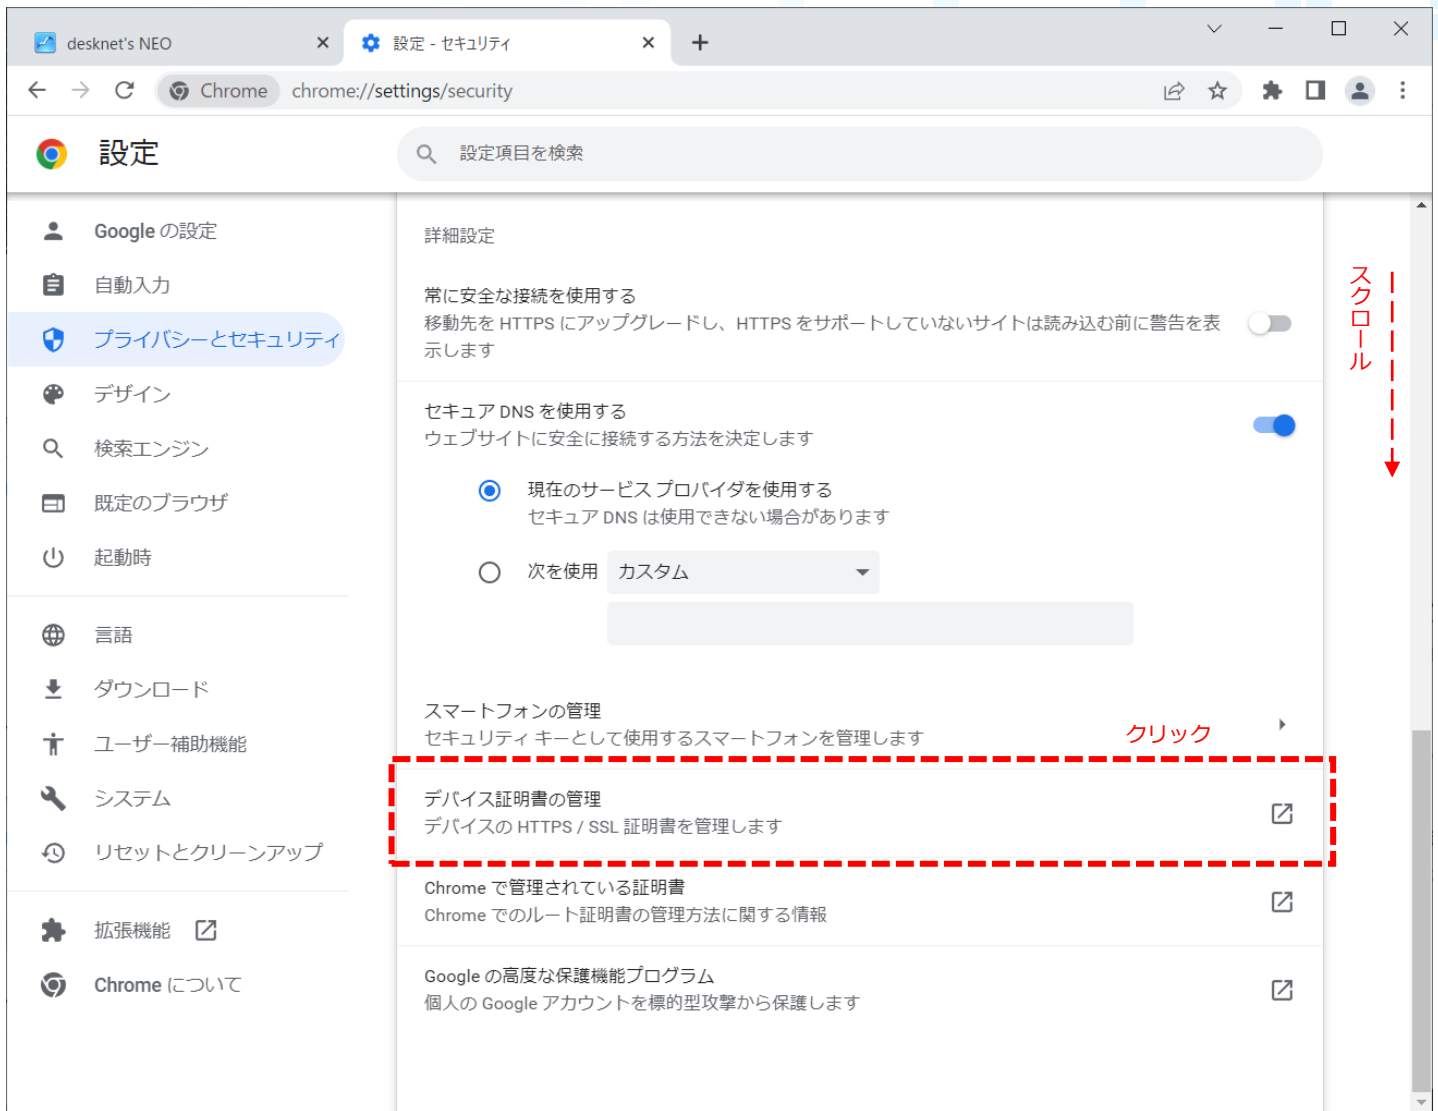 desknet's NEO
設定 - セキュリティ
Chrome
chrome://settings/security
設定
設定項目を検索
Google の設定
自動入力
プライバシーとセキュリティ
デザイン
検索エンジン
既定のブラウザ
起動時
言語
ダウンロード
ユーザー補助機能
システム
リセットとクリーンアップ
拡張機能
Chrome について
詳細設定
常に安全な接続を使用する
移動先を HTTPS にアップグレードし、HTTPS をサポートしていないサイトは読み込む前に警告を表
示します
セキュア DNS を使用する
ウェブサイトに安全に接続する方法を決定します
現在のサービス プロバイダを使用する
セキュア DNS は使用できない場合があります
次を使用
カスタム
スマートフォンの管理
セキュリティ キーとして使用するスマートフォンを管理します
クリック
デバイス証明書の管理
デバイスの HTTPS / SSL 証明書を管理します
Chrome で管理されている証明書
Chrome でのルート証明書の管理方法に関する情報
Google の高度な保護機能プログラム
個人の Google アカウントを標的型攻撃から保護します
スクロール